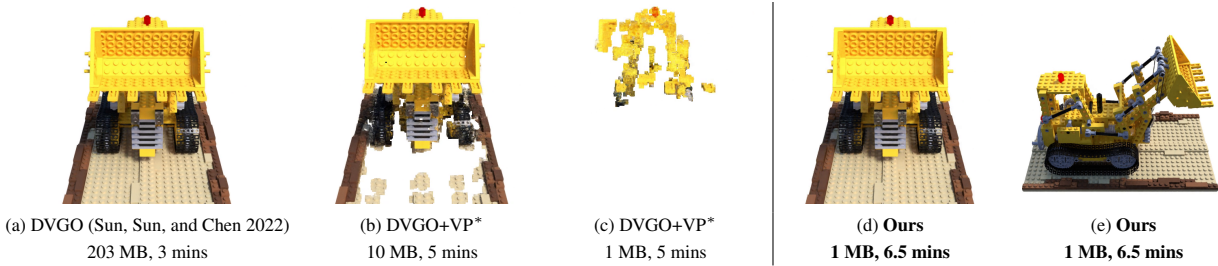 (a) DVGO (Sun, Sun, and Chen 2022)
203 MB, 3 mins
(b) DVGO+VP*
10 MB, 5 mins
(c) DVGO+VP*
1 MB, 5 mins
(d) Ours
1 MB, 6.5 mins
(e) Ours
1 MB, 6.5 mins